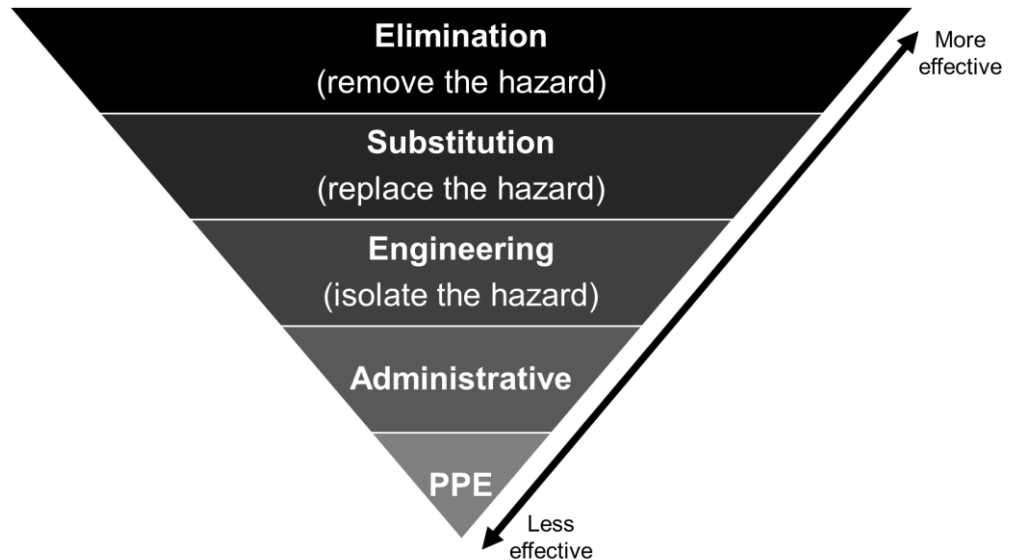 Elimination
(remove the hazard)
More
effective
Substitution
(replace the hazard)
Engineering
(isolate the hazard)
Administrative
PPE
Less
effective